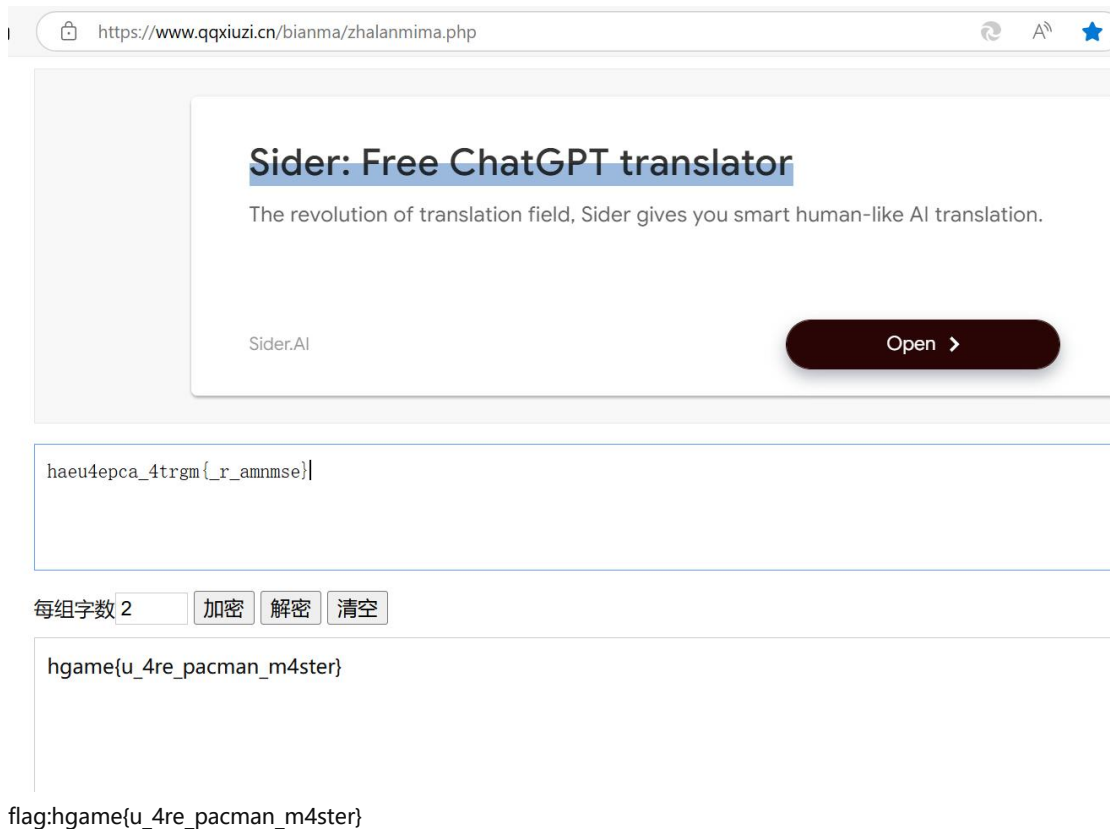 https://www.qqxiuzi.cn/bianma/zhalanmima.php
Sider: Free ChatGPT translator
The revolution of translation field, Sider gives you smart human-like AI translation.
Sider.AI
Open
haeu4epca_4trgm{_r_amnmse}
每组字数 2 加密 解密 清空
hgame{u_4re_pacman_m4ster}
flag:hgame{u_4re_pacman_m4ster}